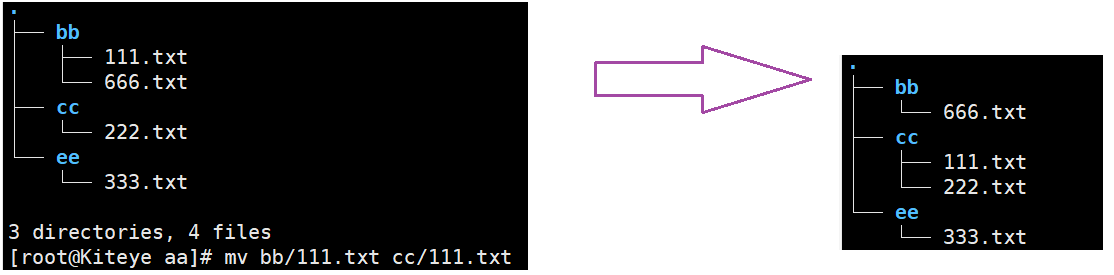 .
bb
111.txt
666.txt
cc
222.txt
ee
333.txt
3 directories, 4 files
[root@Kiteye aa]# mv bb/111.txt cc/111.txt
.
bb
666.txt
cc
111.txt
222.txt
ee
333.txt